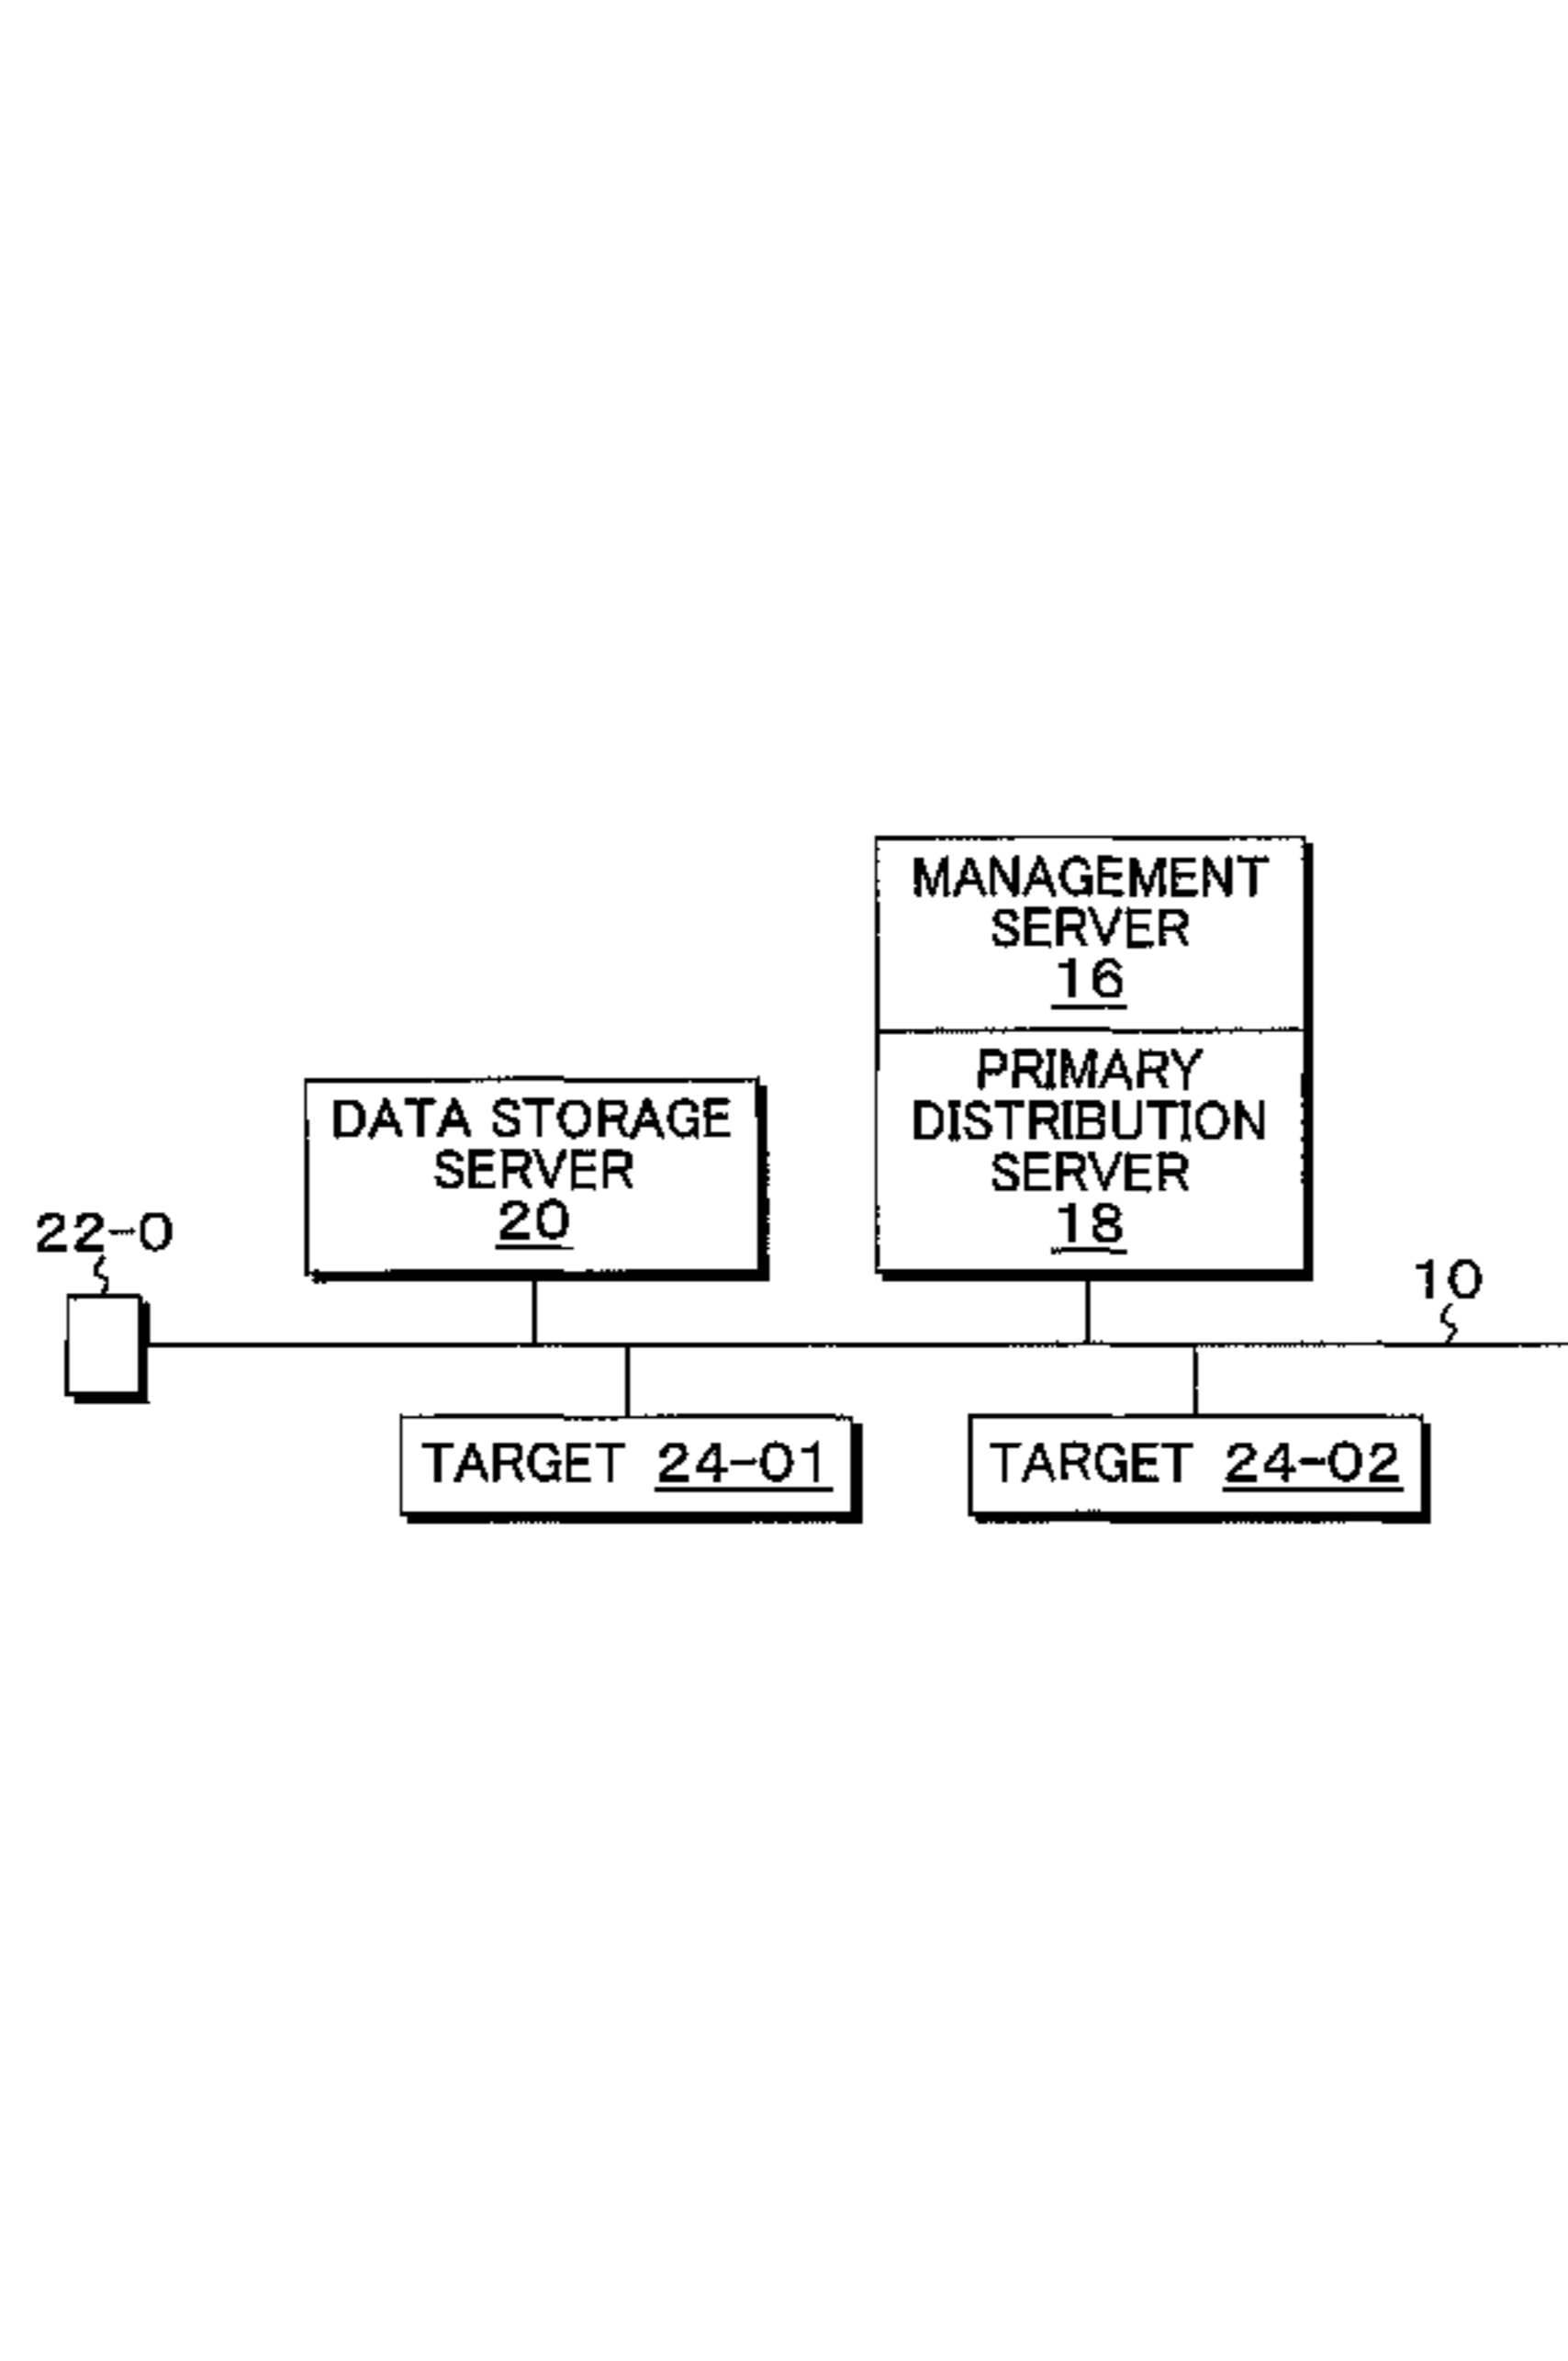 MANAGEMENT
SERVER
16
PRIMARY
DISTRIBUTION
SERVER
18
DATA STORAGE
SERVER
20
22-0
10
TARGET 24-01
TARGET 24-02